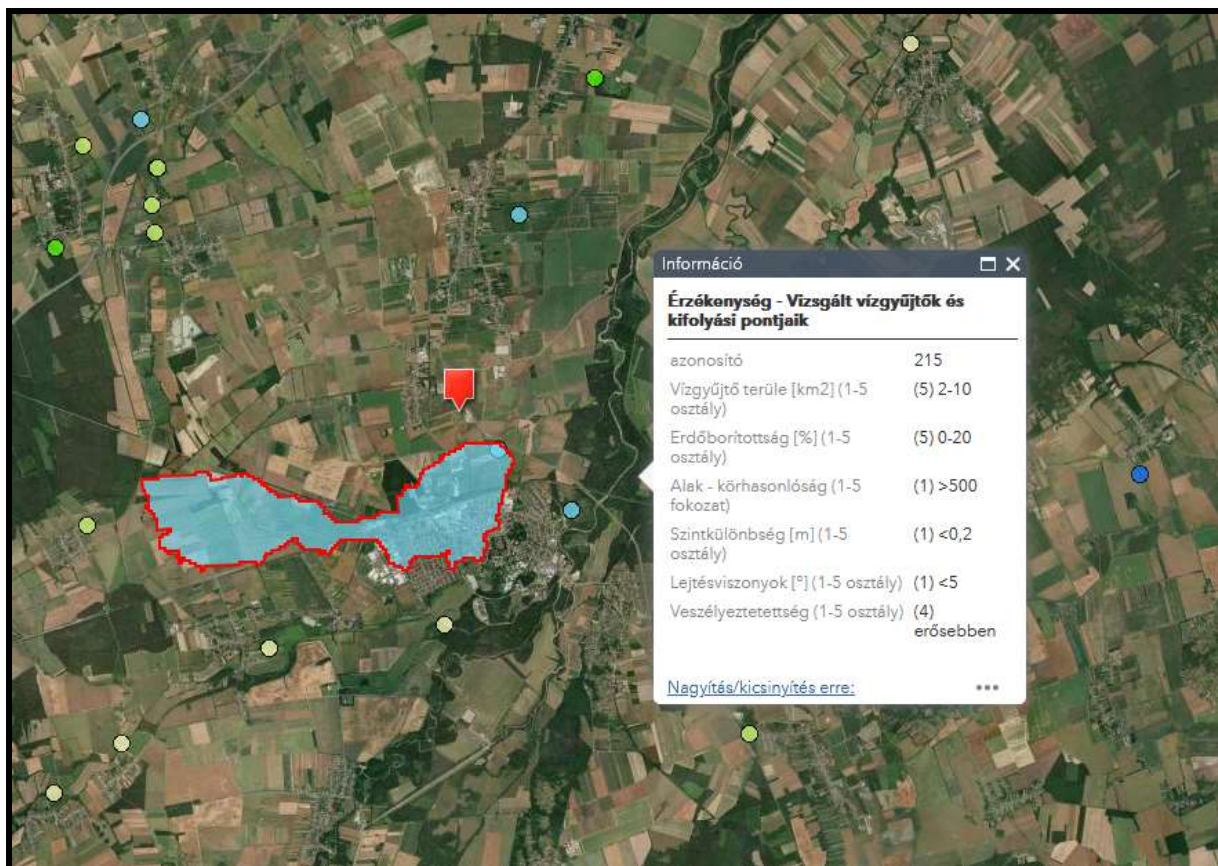 Információ
Érzékenység - Vizsgált vízgyűjtők és
kifolyási pontjaik
azonosító 215
Vízgyűjtő terüle [km2] (1-5 (5) 2-10
osztály)
Erdőborítottság [%] (1-5 (5) 0-20
osztály)
Alak - körhasonlóság (1-5 (1) >500
fokozat)
Szintkülönbség [m] (1-5 (1) <0,2
osztály)
Lejtésviszonyok [°] (1-5 osztály) (1) <5
Veszélyeztetettség (1-5 osztály) (4)
erősebben
Nagyítás/kicsinyítés erre: